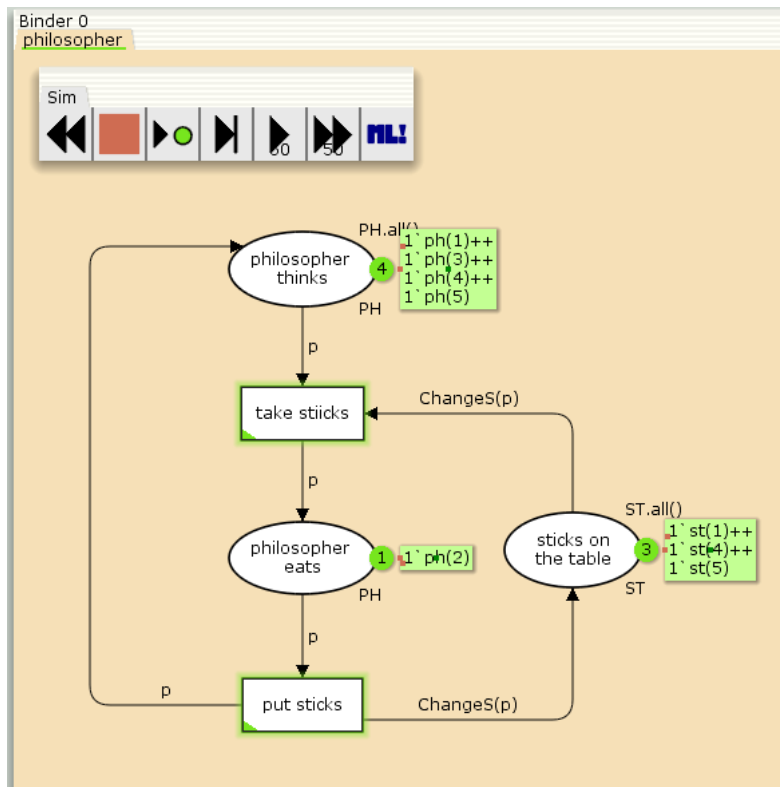 Binder 0
philosopher
Sim
50
ML!
PH.all()
1`ph(1)++
1`ph(3)++
1`ph(4)++
1`ph(5)
philosopher
thinks
4
PH
p
take stiicks
ChangeS(p)
p
ST.all()
1`st(1)++
1`st(4)++
1`st(5)
sticks on
the table
3
ST
philosopher
eats
1
1`ph(2)
PH
p
p
put sticks
ChangeS(p)